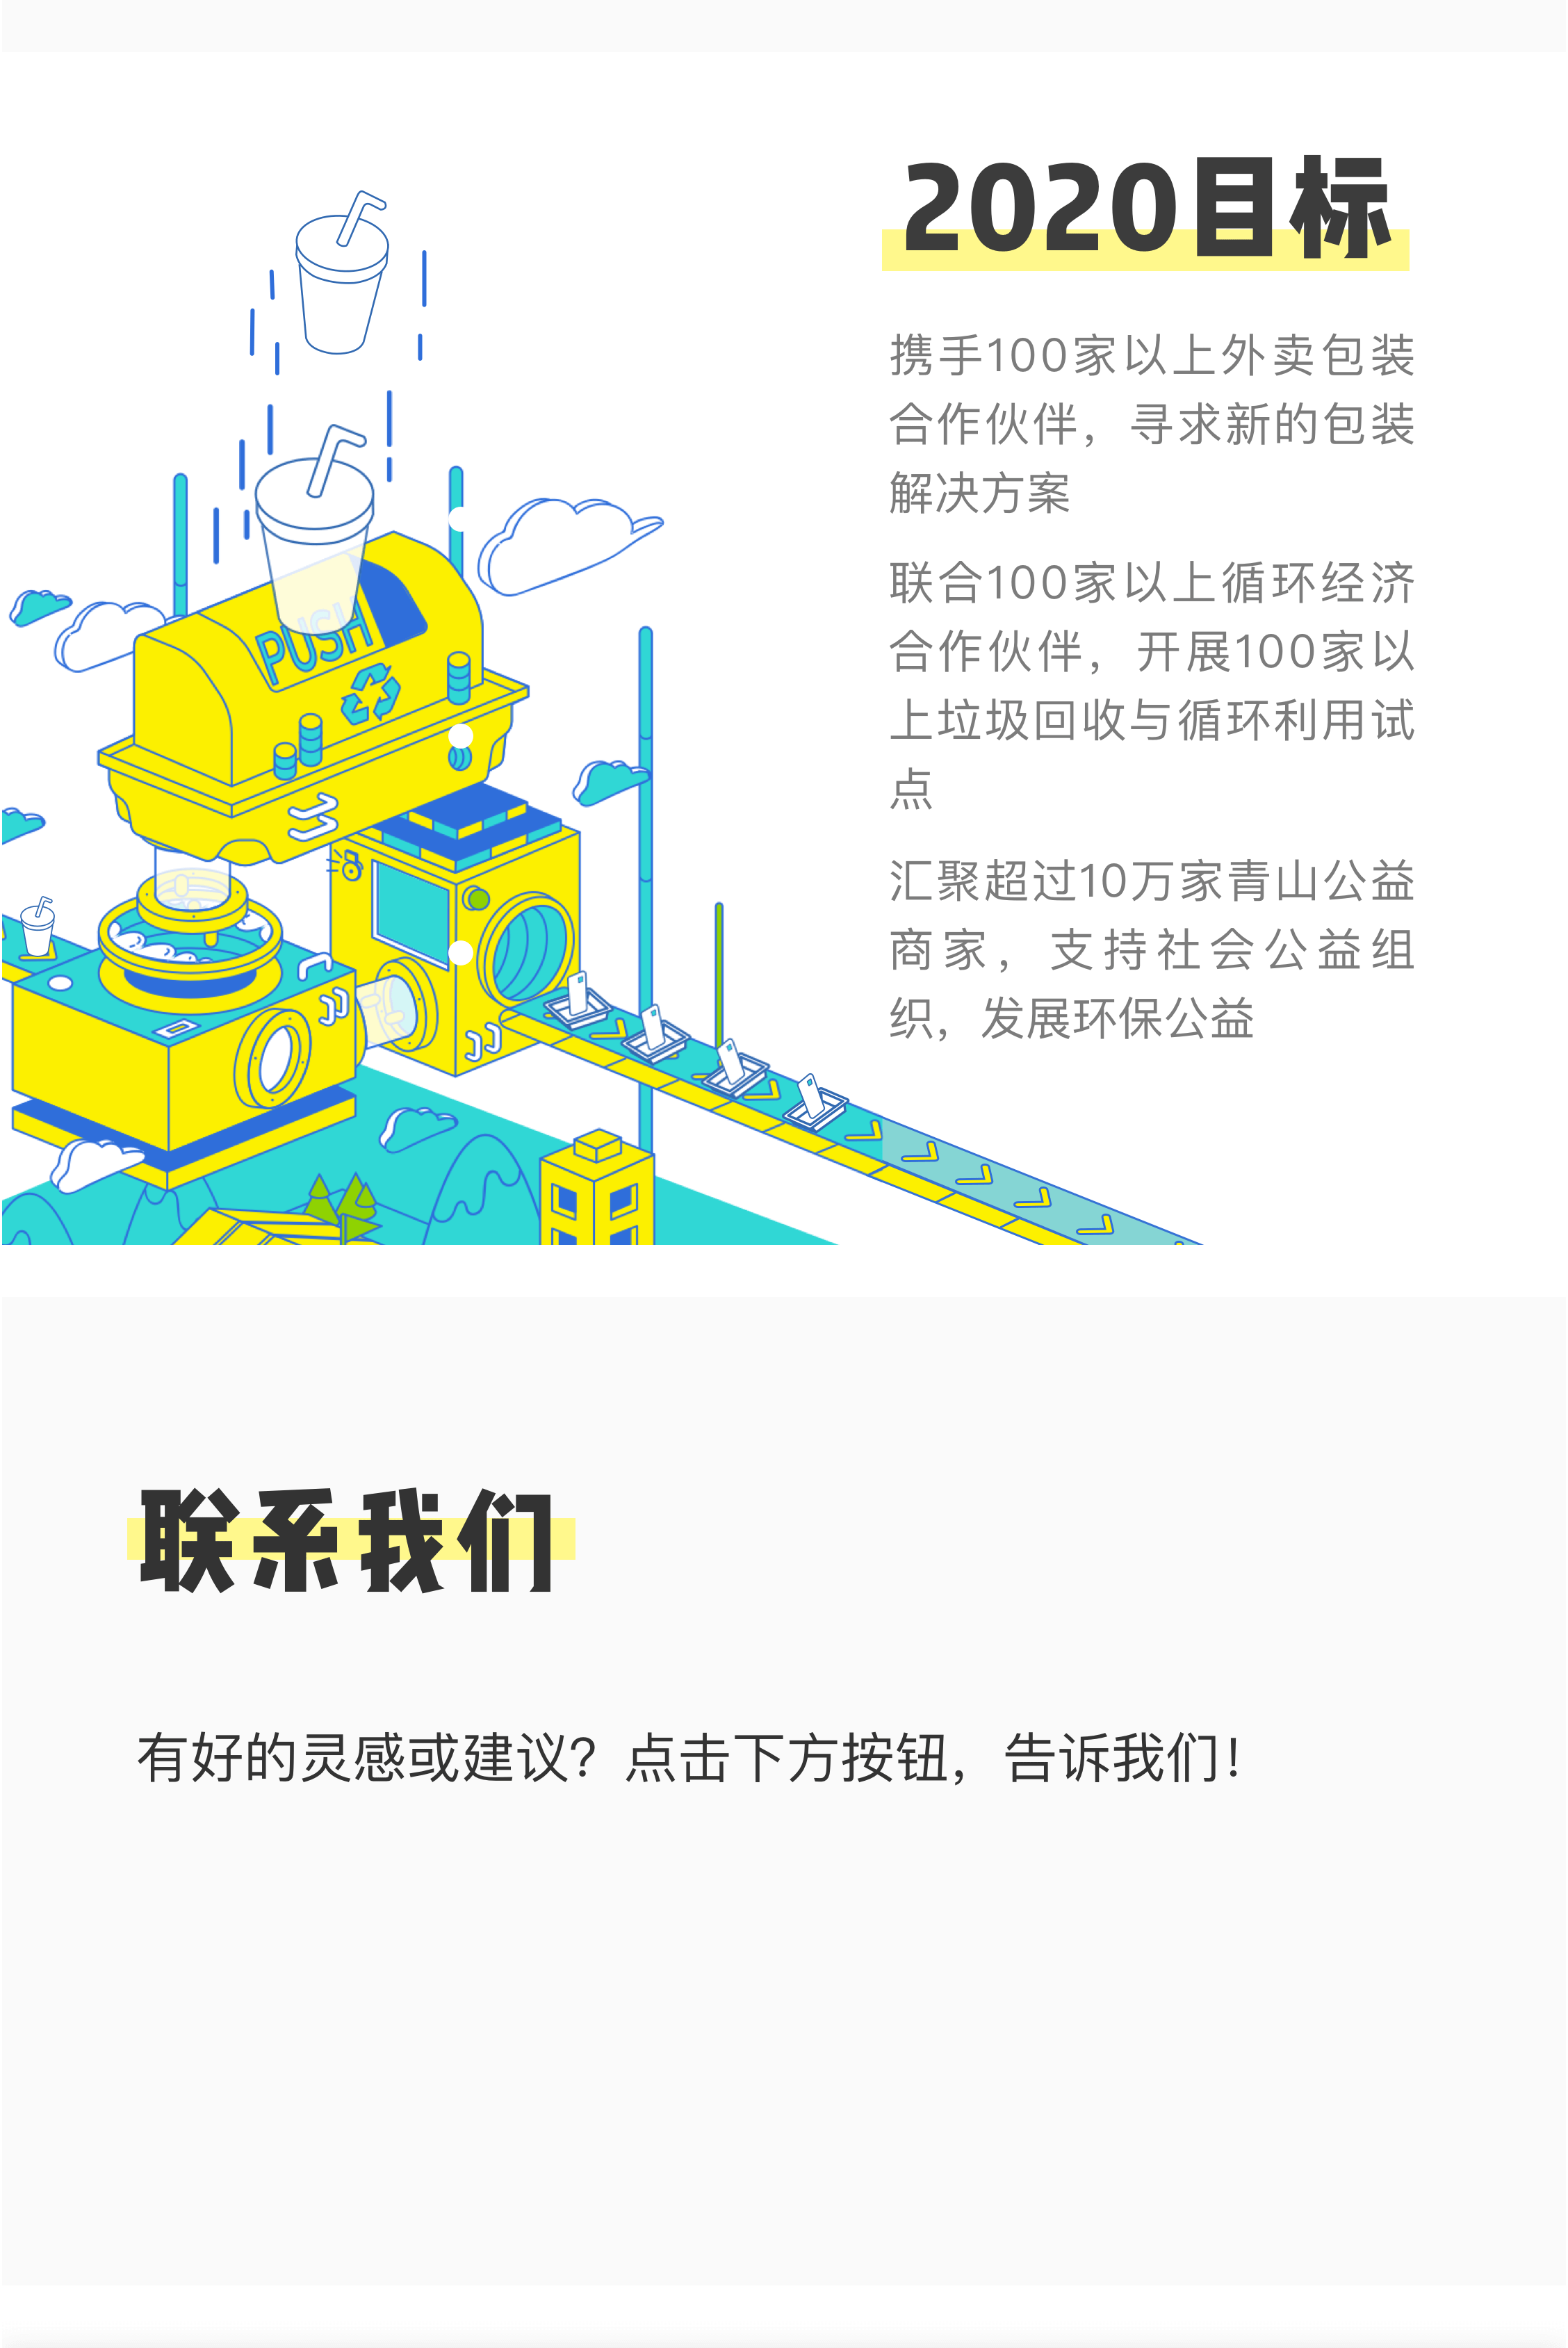 2020目标
携手100家以上外卖包装
合作伙伴，寻求新的包装
解决方案
联合100家以上循环经济
合作伙伴，开展100家以
上垃圾回收与循环利用试
点
汇聚超过10万家青山公益
商家，支持社会公益组
织，发展环保公益
PUSH
联系我们
有好的灵感或建议？点击下方按钮，告诉我们！